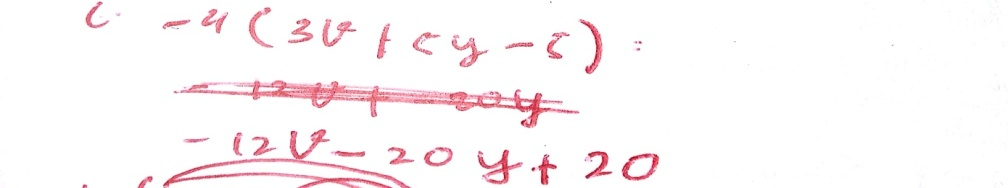 c. -4 (3v + 5y - 5) :
-12v + -20y
-12v - 20y + 20